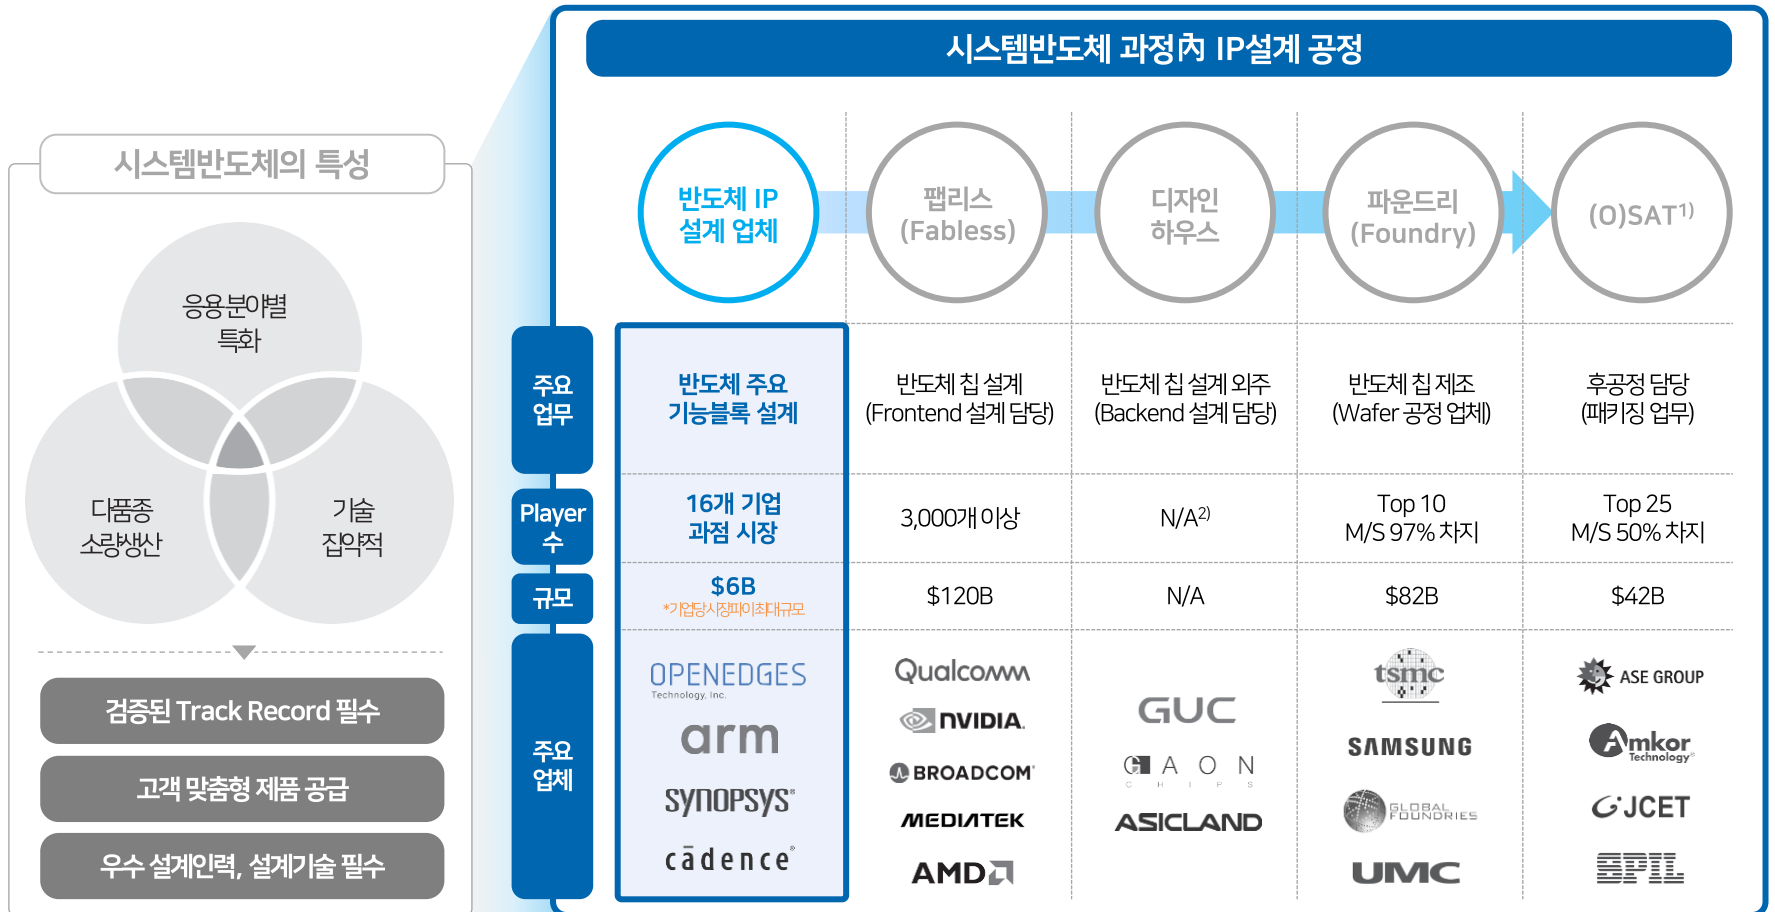 시스템반도체 과정內 IP설계 공정
시스템반도체의 특성
응용분야별
특화
다품종
소량생산
기술
집약적
검증된 Track Record 필수
고객 맞춤형 제품 공급
우수 설계인력, 설계기술 필수
반도체 IP
설계 업체
팹리스
(Fabless)
디자인
하우스
파운드리
(Foundry)
(O)SAT1)
주요
업무
반도체 주요
기능블록 설계
반도체 칩 설계
(Frontend 설계 담당)
반도체 칩 설계 외주
(Backend 설계 담당)
반도체 칩 제조
(Wafer 공정 업체)
후공정 담당
(패키징 업무)
Player
수
16개 기업
과점 시장
3,000개 이상
N/A2)
Top 10
M/S 97% 차지
Top 25
M/S 50% 차지
규모
$6B
*기업당시장파이최대규모
$120B
N/A
$82B
$42B
주요
업체
OPENEDGES
Technology, Inc.
arm
SYNOPSYS®
cādence®
Qualcomm
NVIDIA.
BROADCOM®
MEDIATEK
AMD
GUC
GAON
CHIPS
ASICLAND
tsmc
SAMSUNG
GLOBAL
FOUNDRIES
UMC
ASE GROUP
Amkor
Technology®
JCET
SPIL